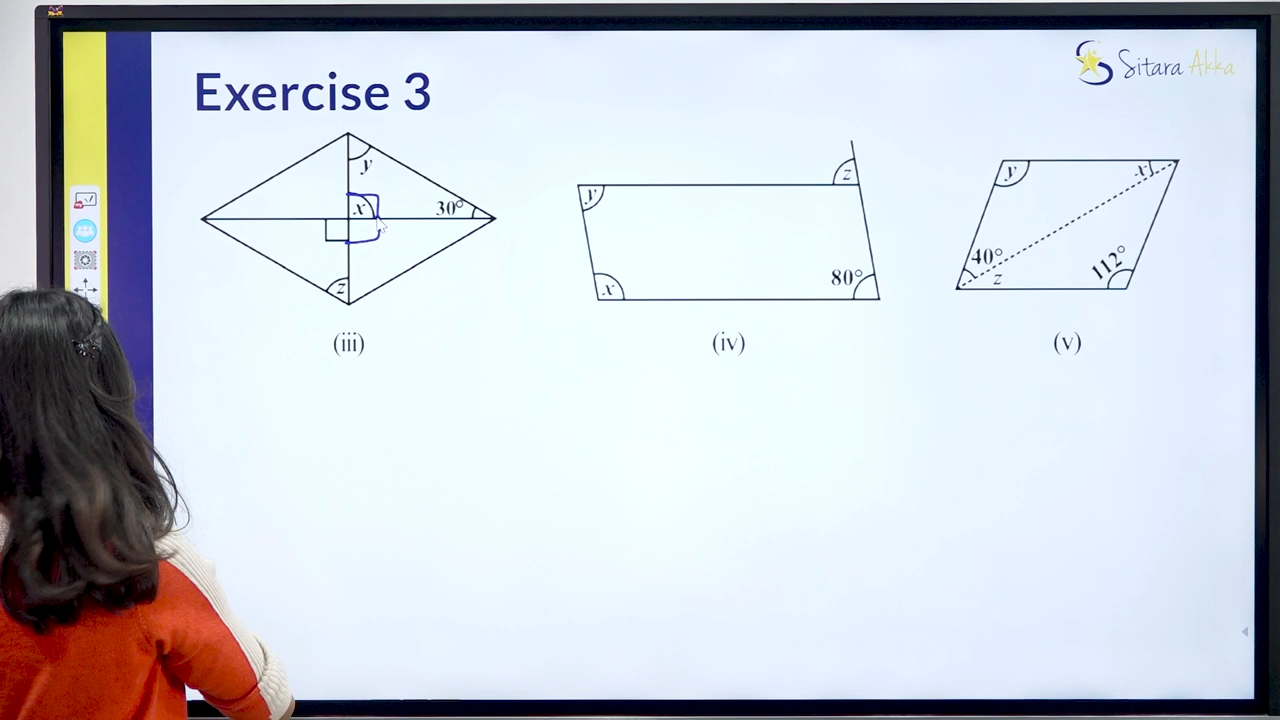 Sitara Akka
Exercise 3
y
x
30°
z
(iii)
y
z
x
80°
(iv)
y
x
40°
z
112°
(v)